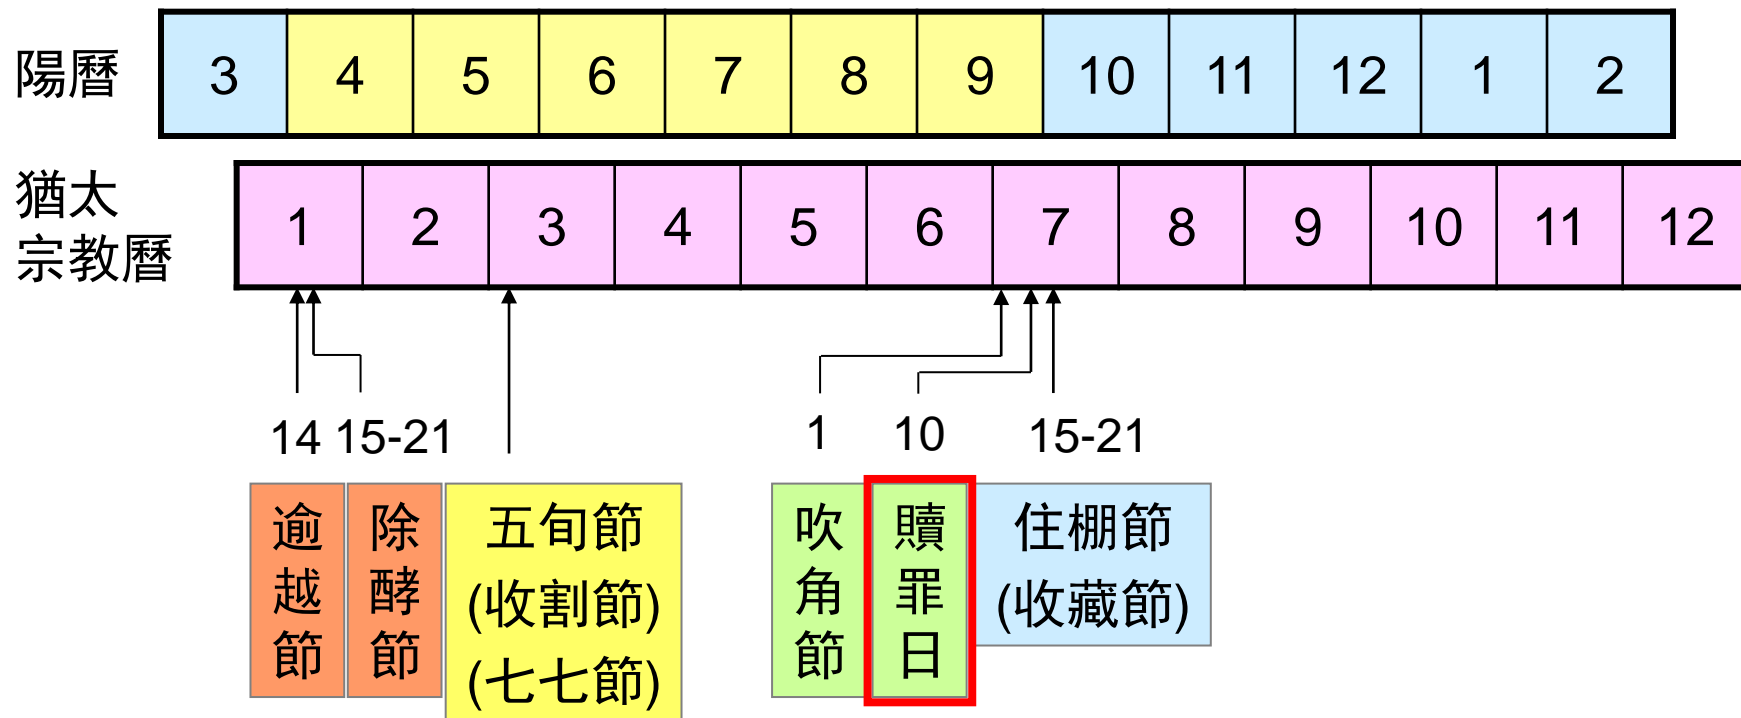 陽曆
3 4 5 6 7 8 9 10 11 12 1 2
猶太
宗教曆
1 2 3 4 5 6 7 8 9 10 11 12
14 15-21
1 10 15-21
逾越節
除酵節
五旬節
(收割節)
(七七節)
吹角節
贖罪日
住棚節
(收藏節)